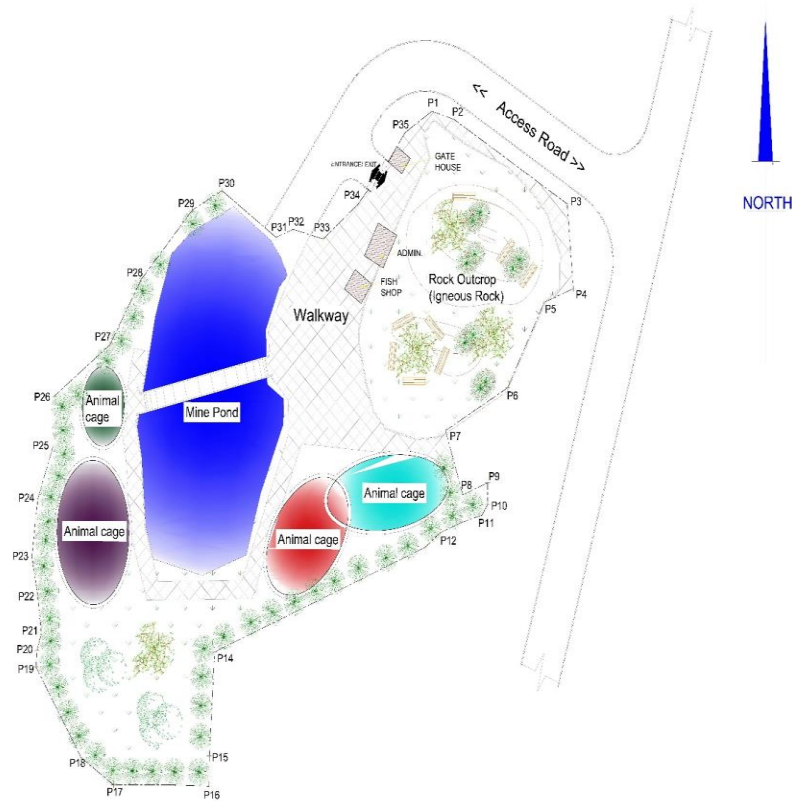 P1
P2
<< Access Road >>
P35
GATE
HOUSE
ENTRANCE/ EXIT
P34
P3
NORTH
P30
P29
P31
P32
P33
ADMIN.
FISH
SHOP
Rock Outcrop
(Igneous Rock)
P28
P4
P5
Walkway
P27
P26
Animal
cage
Mine Pond
P6
P7
P25
P24
Animal cage
P8
P9
P10
P11
P12
Animal cage
Animal cage
P23
P22
P21
P20
P19
P14
P18
P15
P17
P16